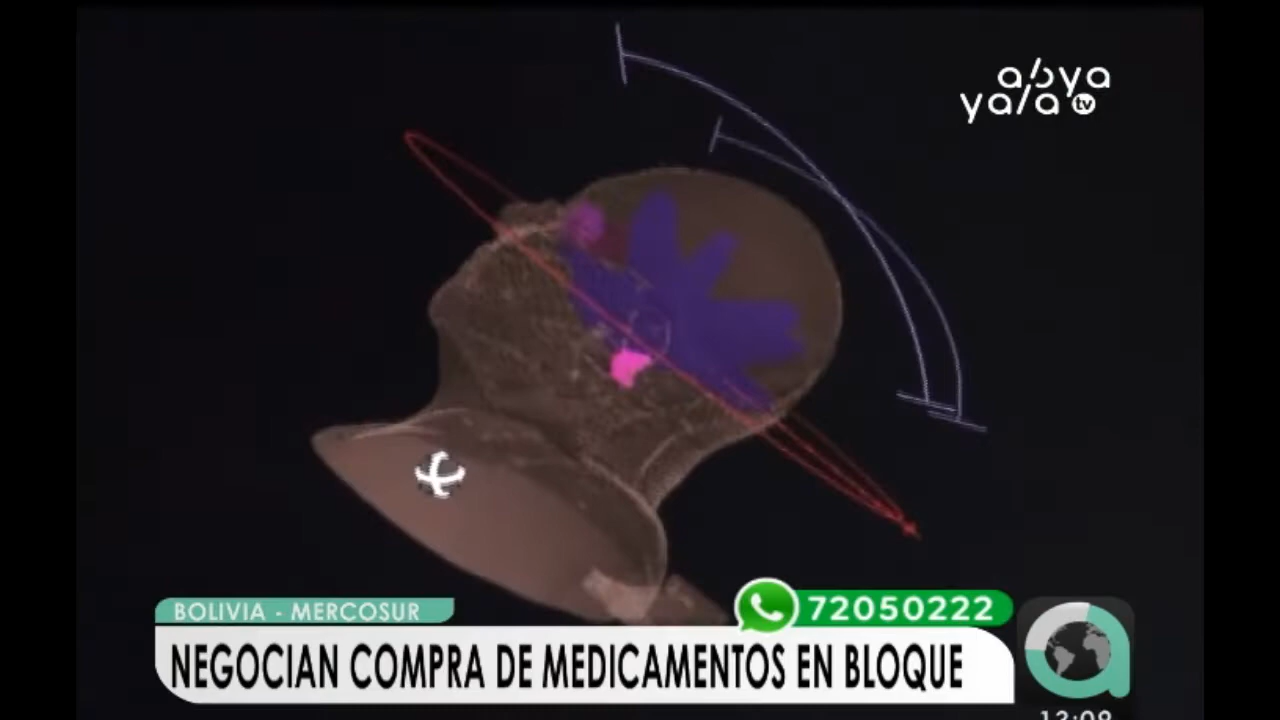 abya
yala tv
BOLIVIA - MERCOSUR
72050222
NEGOCIAN COMPRA DE MEDICAMENTOS EN BLOQUE